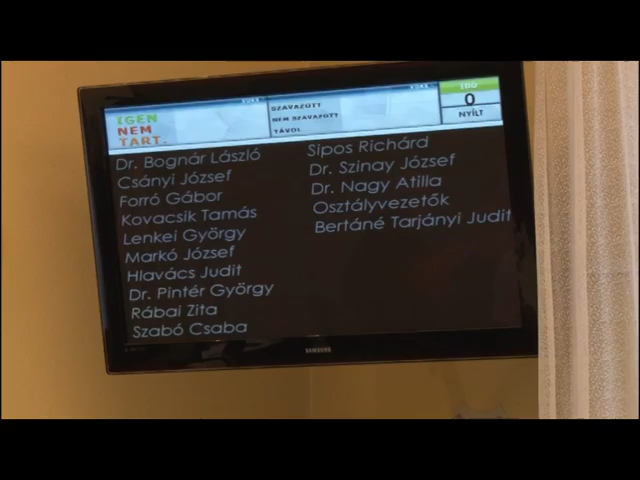 IGEN
NEM
TART.
SZAVAZOTT
NEM SZAVAZOTT
TÁVOL
IDŐ
0
NYÍLT
Dr. Bognár László
Csányi József
Forró Gábor
Kovacsik Tamás
Lenkei György
Markó József
Hlavács Judit
Dr. Pintér György
Rábai Zita
Szabó Csaba
Sipos Richárd
Dr. Szinay József
Dr. Nagy Atilla
Osztályvezetők
Bertáné Tarjányi Judit
SAMSUNG